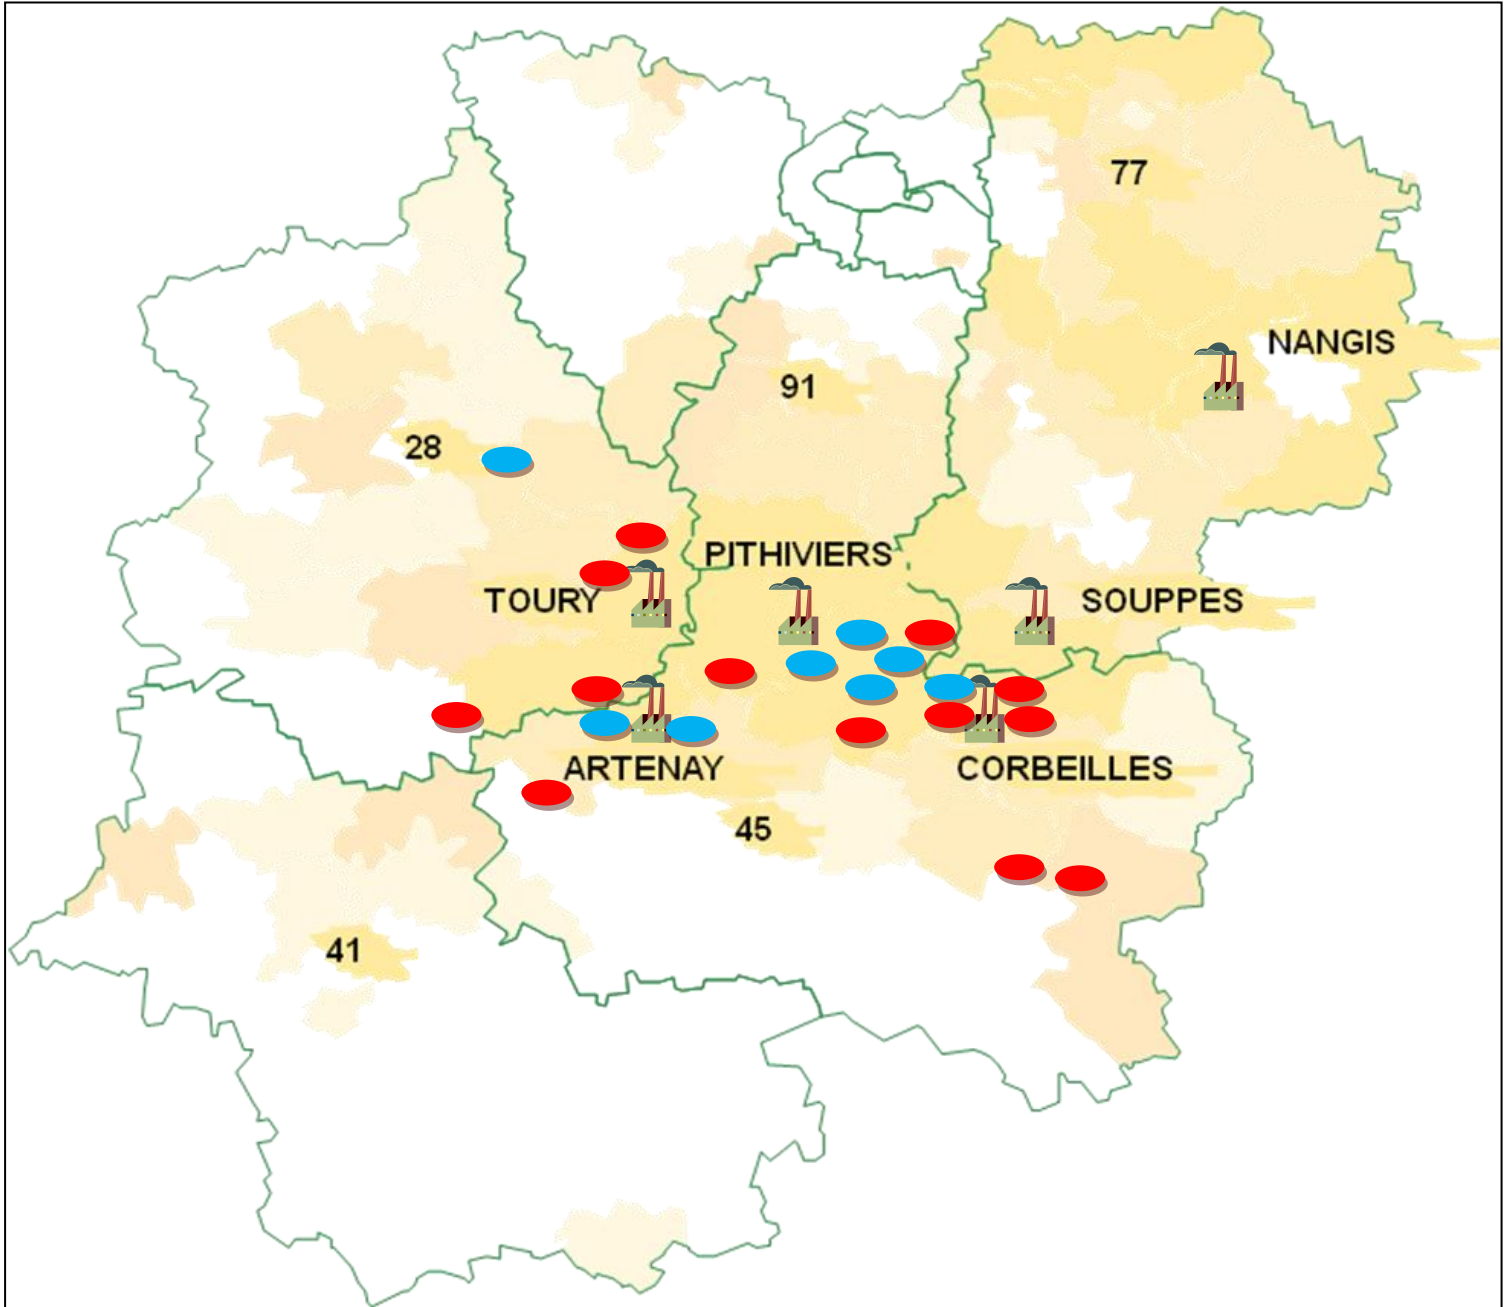 77
NANGIS
91
28
PITHIVIERS
TOURY
SOUPPES
ARTENAY
CORBEILLES
45
41